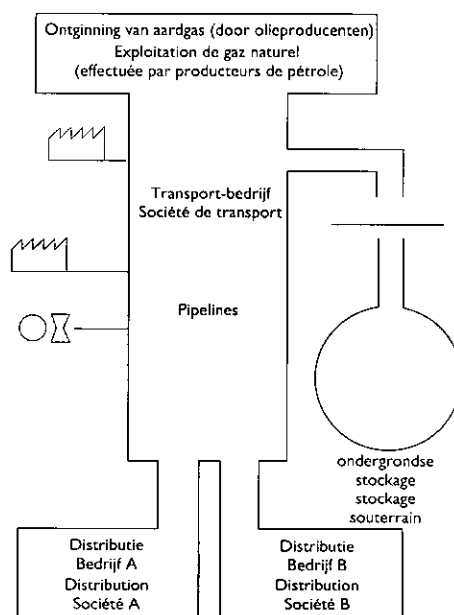 Ontginning van aardgas (door olieproducenten)
Exploitation de gaz naturel
(effectuée par producteurs de pétrole)
Transport-bedrijf
Société de transport
Pipelines
ondergrondse
stockage
stockage
souterrain
Distributie
Bedrijf A
Distribution
Société A
Distributie
Bedrijf B
Distribution
Société B